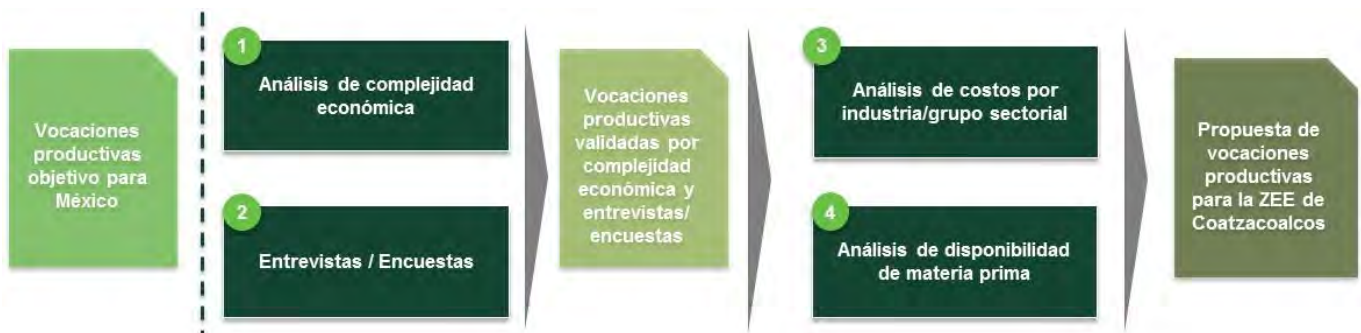 Vocaciones
productivas
objetivo para
México
1
Análisis de complejidad
económica
2
Entrevistas / Encuestas
Vocaciones
productivas
validadas por
complejidad
económica y
entrevistas/
encuestas
3
Análisis de costos por
industria/grupo sectorial
4
Análisis de disponibilidad
de materia prima
Propuesta de
vocaciones
productivas
para la ZEE de
Coatzacoalcos